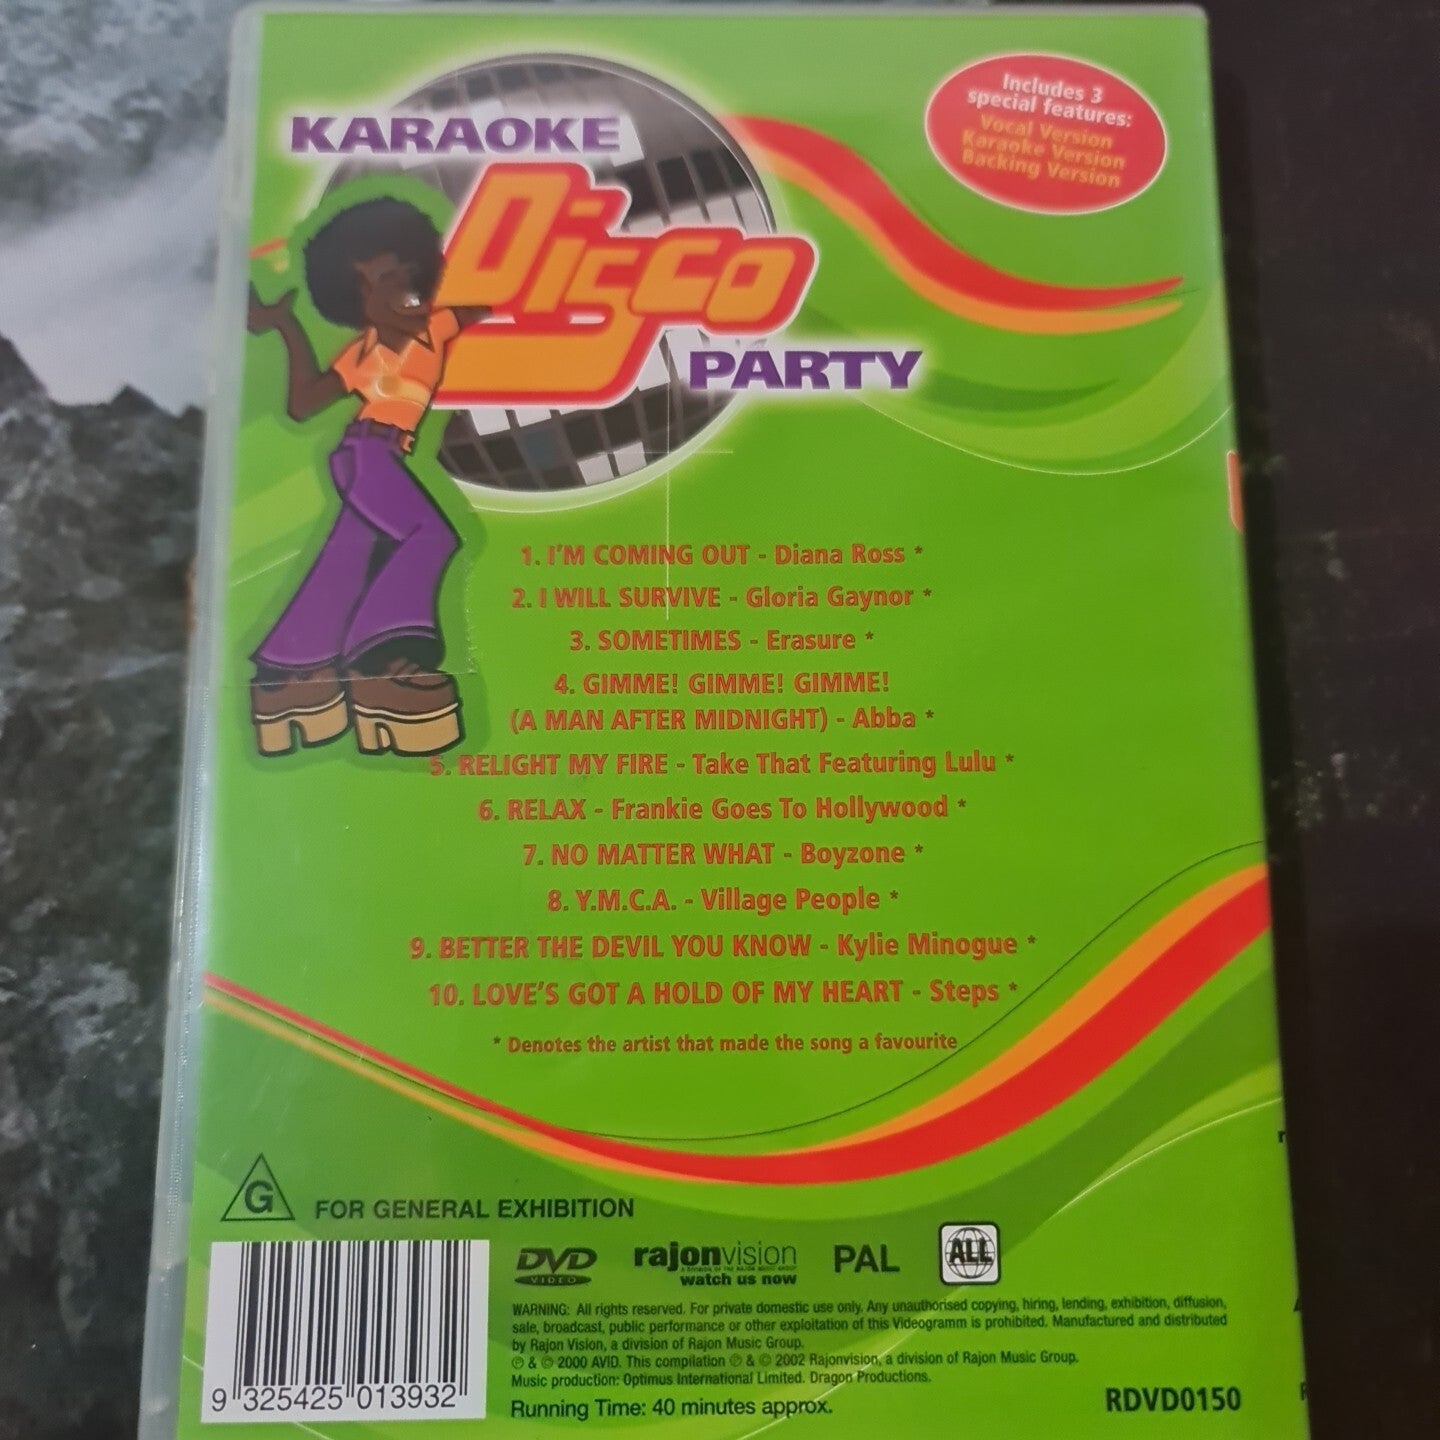 KARAOKE
Disco
PARTY
Includes 3
special features:
Vocal Version
Karaoke Version
Backing Version
1. I'M COMING OUT - Diana Ross *
2. I WILL SURVIVE - Gloria Gaynor *
3. SOMETIMES - Erasure *
4. GIMME! GIMME! GIMME!
(A MAN AFTER MIDNIGHT) - Abba *
5. RELIGHT MY FIRE - Take That Featuring Lulu *
6. RELAX - Frankie Goes To Hollywood *
7. NO MATTER WHAT - Boyzone *
8. Y.M.C.A. - Village People *
9. BETTER THE DEVIL YOU KNOW - Kylie Minogue *
10. LOVE'S GOT A HOLD OF MY HEART - Steps *
* Denotes the artist that made the song a favourite
G FOR GENERAL EXHIBITION
9 325425 013932
DVD
VIDEO
rajonvision
A DIVISION OF THE RAJON MUSIC GROUP
watch us now
PAL
ALL
WARNING: All rights reserved. For private domestic use only. Any unauthorised copying, hiring, lending, exhibition, diffusion,
sale, broadcast, public performance or other exploitation of this Videogramm is prohibited. Manufactured and distributed
by Rajon Vision, a division of Rajon Music Group.
℗ & © 2000 AVID. This compilation ℗ & © 2002 Rajonvision, a division of Rajon Music Group.
Music production: Optimus International Limited. Dragon Productions.
Running Time: 40 minutes approx.
RDVD0150